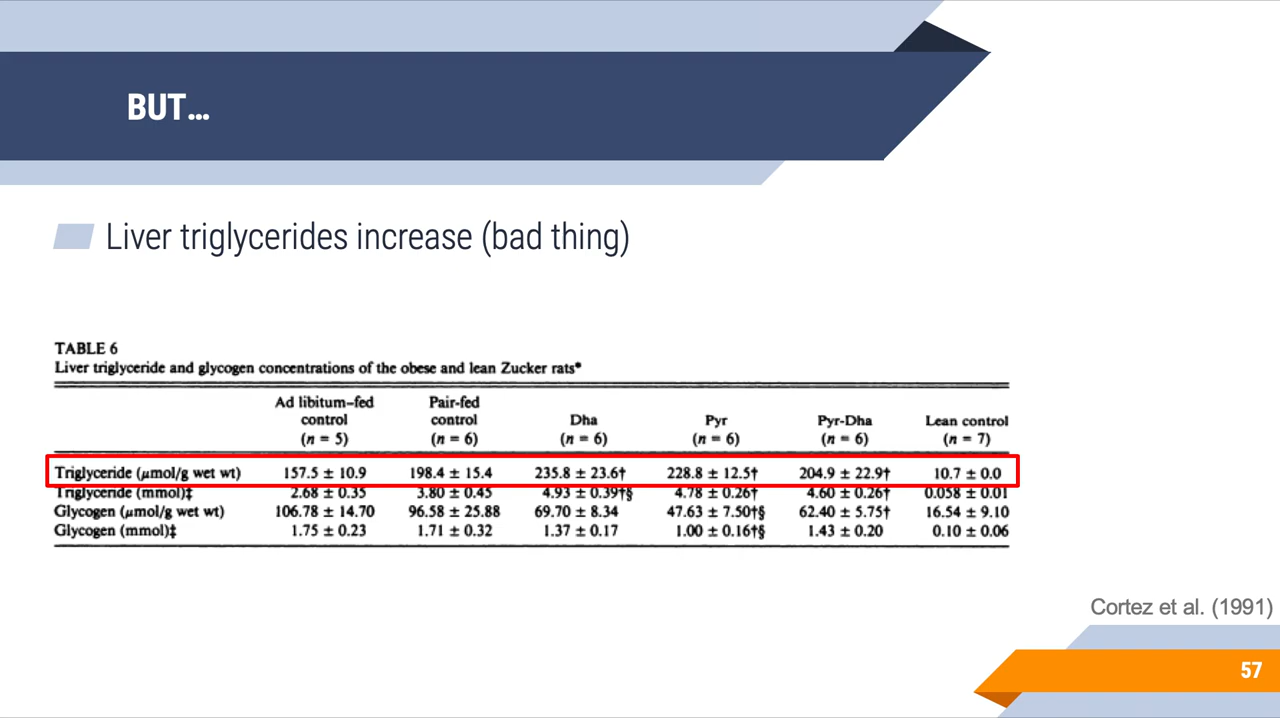 BUT…
Liver triglycerides increase (bad thing)
TABLE 6
Liver triglyceride and glycogen concentrations of the obese and lean Zucker rats*
Ad libitum–fed control (n = 5) Pair-fed control (n = 6) Dha (n = 6) Pyr (n = 6) Pyr-Dha (n = 6) Lean control (n = 7)
Triglyceride (μmol/g wet wt) 157.5 ± 10.9 198.4 ± 15.4 235.8 ± 23.6† 228.8 ± 12.5† 204.9 ± 22.9† 10.7 ± 0.0
Triglyceride (mmol)‡ 2.68 ± 0.35 3.80 ± 0.45 4.93 ± 0.39†§ 4.78 ± 0.26† 4.60 ± 0.26† 0.058 ± 0.01
Glycogen (μmol/g wet wt) 106.78 ± 14.70 96.58 ± 25.88 69.70 ± 8.34 47.63 ± 7.50†§ 62.40 ± 5.75† 16.54 ± 9.10
Glycogen (mmol)‡ 1.75 ± 0.23 1.71 ± 0.32 1.37 ± 0.17 1.00 ± 0.16†§ 1.43 ± 0.20 0.10 ± 0.06
Cortez et al. (1991)
57